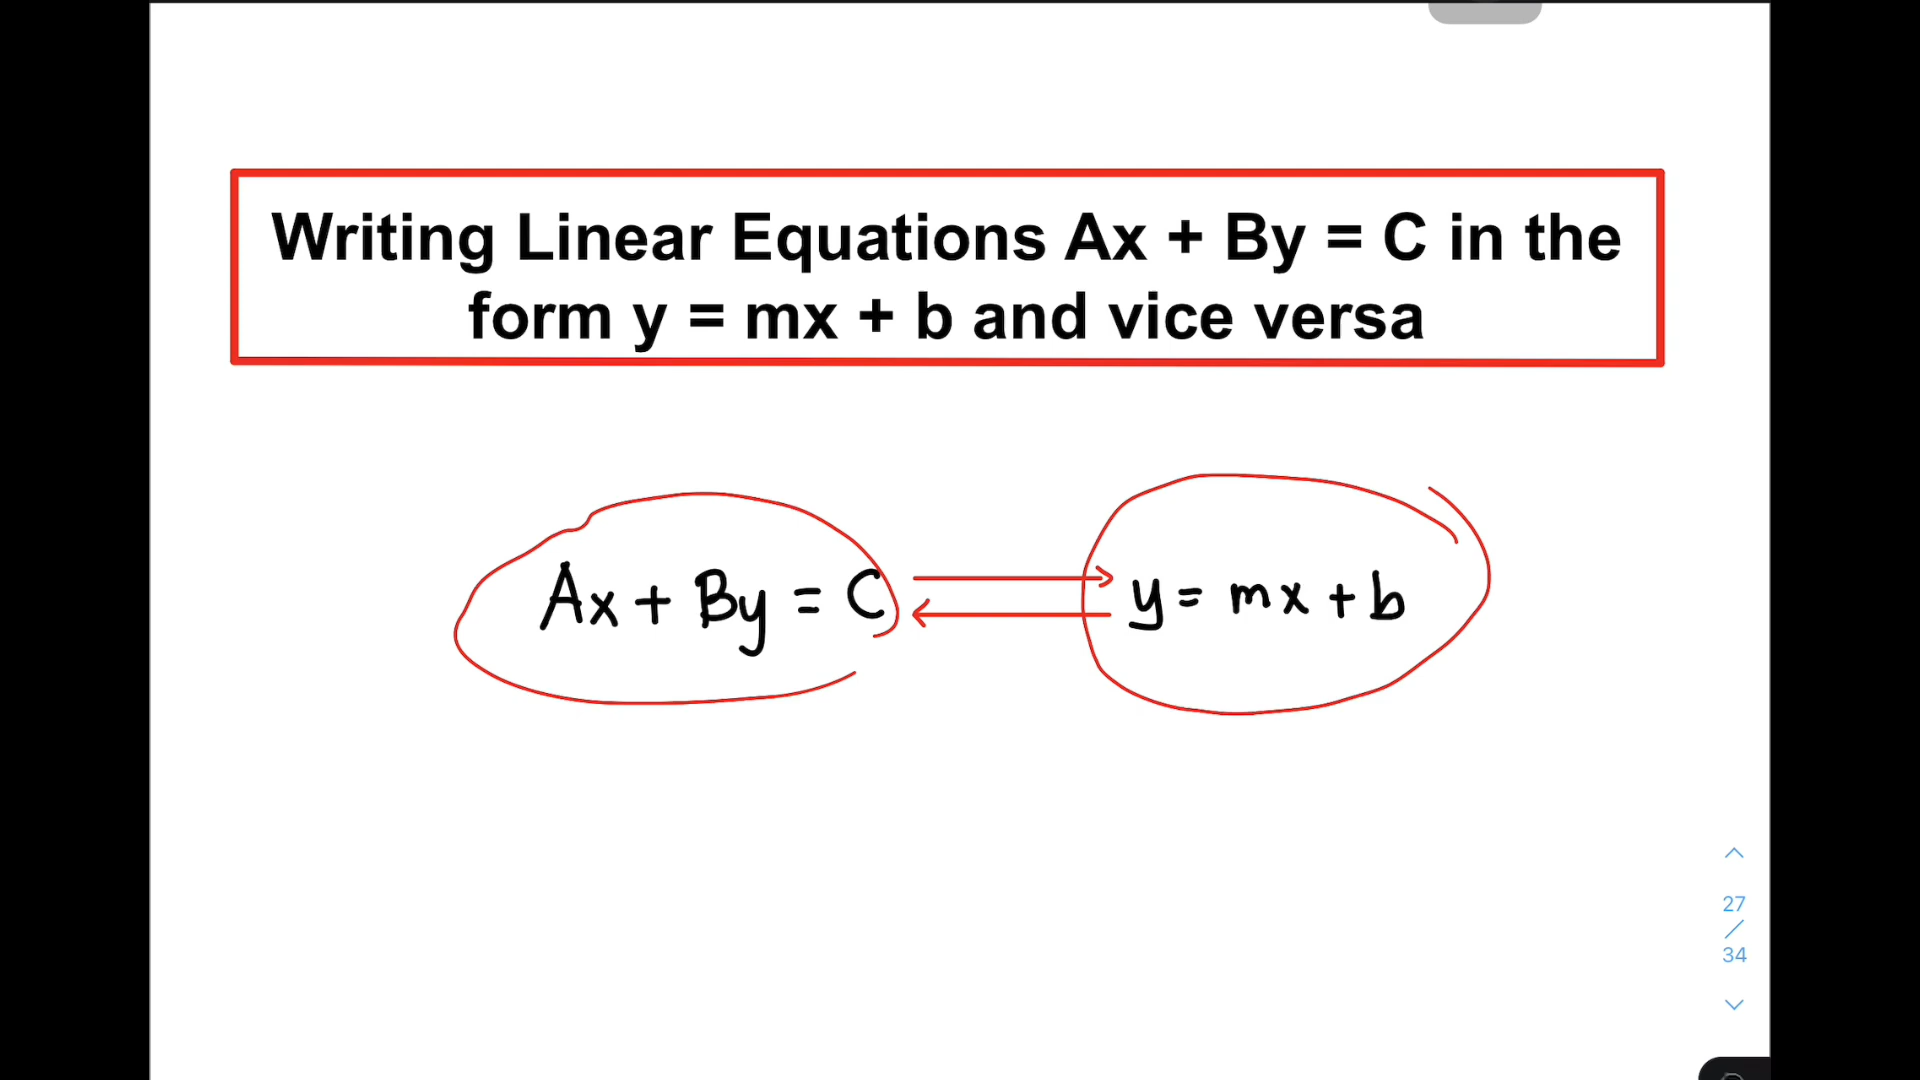 Writing Linear Equations Ax + By = C in the
form y = mx + b and vice versa
Ax + By = C
y = mx + b
27
/
34